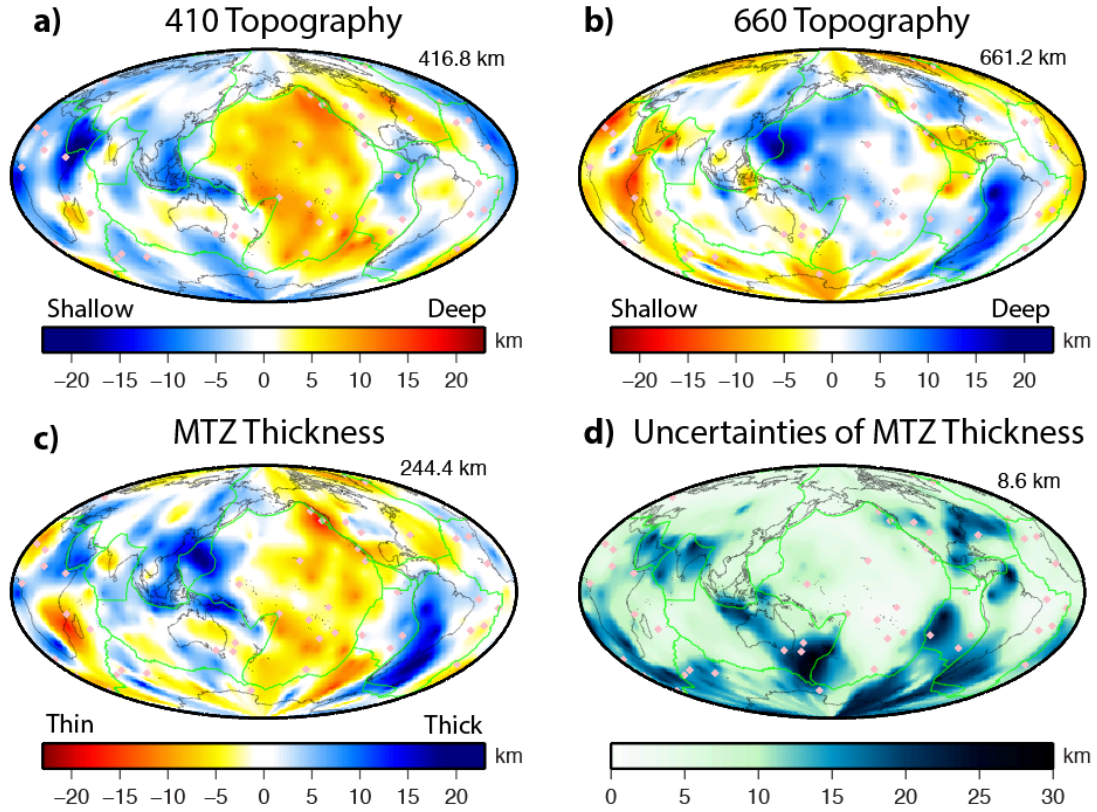 a) 410 Topography
416.8 km
Shallow Deep
km
−20 −15 −10 −5 0 5 10 15 20
b) 660 Topography
661.2 km
Shallow Deep
km
−20 −15 −10 −5 0 5 10 15 20
c) MTZ Thickness
244.4 km
Thin Thick
km
−20 −15 −10 −5 0 5 10 15 20
d) Uncertainties of MTZ Thickness
8.6 km
km
0 5 10 15 20 25 30